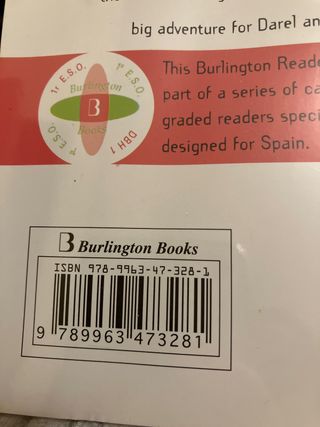 big adventure for Darel an
1r E.S.O.
1º E.S.O.
Burlington
B
Books
1º E.S.O.
DBH 1
This Burlington Reade
part of a series of ca
graded readers speci
designed for Spain.
B Burlington Books
ISBN 978-9963-47-328-1
9 789963 473281